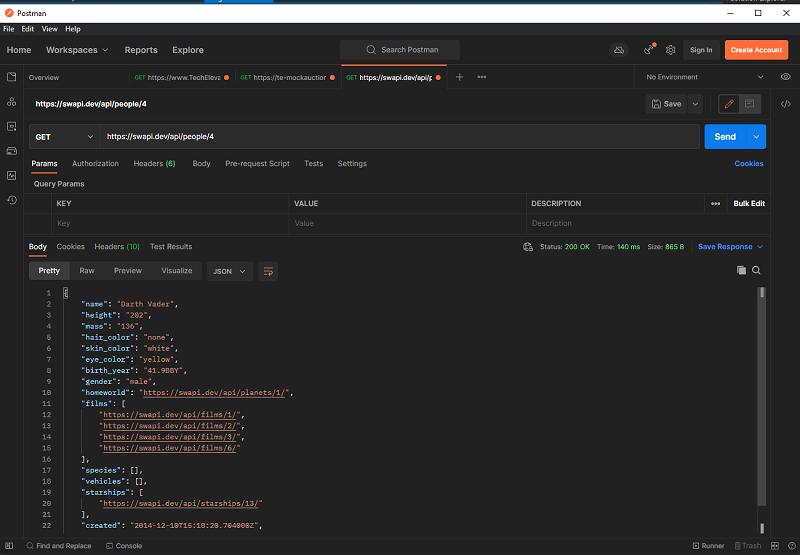 Postman
File Edit View Help
Home Workspaces Reports Explore Search Postman Sign In Create Account
Overview GET https://www.TechEleva GET https://te-mockauction GET https://swapi.dev/api/p No Environment
https://swapi.dev/api/people/4 Save
GET https://swapi.dev/api/people/4 Send
Params Authorization Headers (6) Body Pre-request Script Tests Settings Cookies
Query Params
KEY VALUE DESCRIPTION Bulk Edit
Key Value Description
Body Cookies Headers (10) Test Results Status: 200 OK Time: 140 ms Size: 865 B Save Response
Pretty Raw Preview Visualize JSON
1 {
2 "name": "Darth Vader",
3 "height": "202",
4 "mass": "136",
5 "hair_color": "none",
6 "skin_color": "white",
7 "eye_color": "yellow",
8 "birth_year": "41.9BBY",
9 "gender": "male",
10 "homeworld": "https://swapi.dev/api/planets/1/",
11 "films": [
12 "https://swapi.dev/api/films/1/",
13 "https://swapi.dev/api/films/2/",
14 "https://swapi.dev/api/films/3/",
15 "https://swapi.dev/api/films/6/"
16 ],
17 "species": [],
18 "vehicles": [],
19 "starships": [
20 "https://swapi.dev/api/starships/13/"
21 ],
22 "created": "2014-12-10T15:18:20.704000Z",
Find and Replace Console Runner Trash